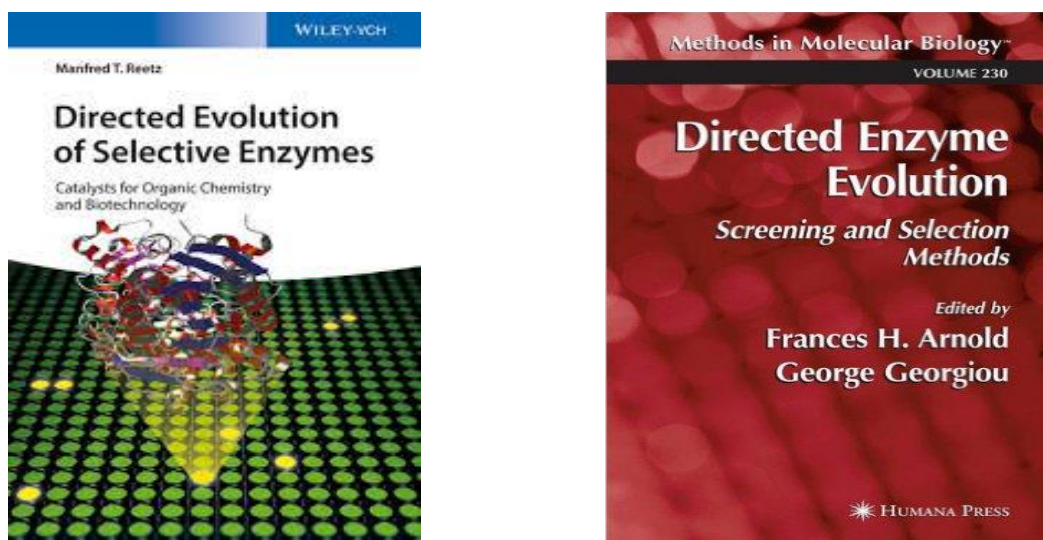 WILEY-VCH
Manfred T. Reetz
Directed Evolution
of Selective Enzymes
Catalysts for Organic Chemistry
and Biotechnology
Methods in Molecular Biology™
VOLUME 230
Directed Enzyme
Evolution
Screening and Selection
Methods
Edited by
Frances H. Arnold
George Georgiou
HUMANA PRESS